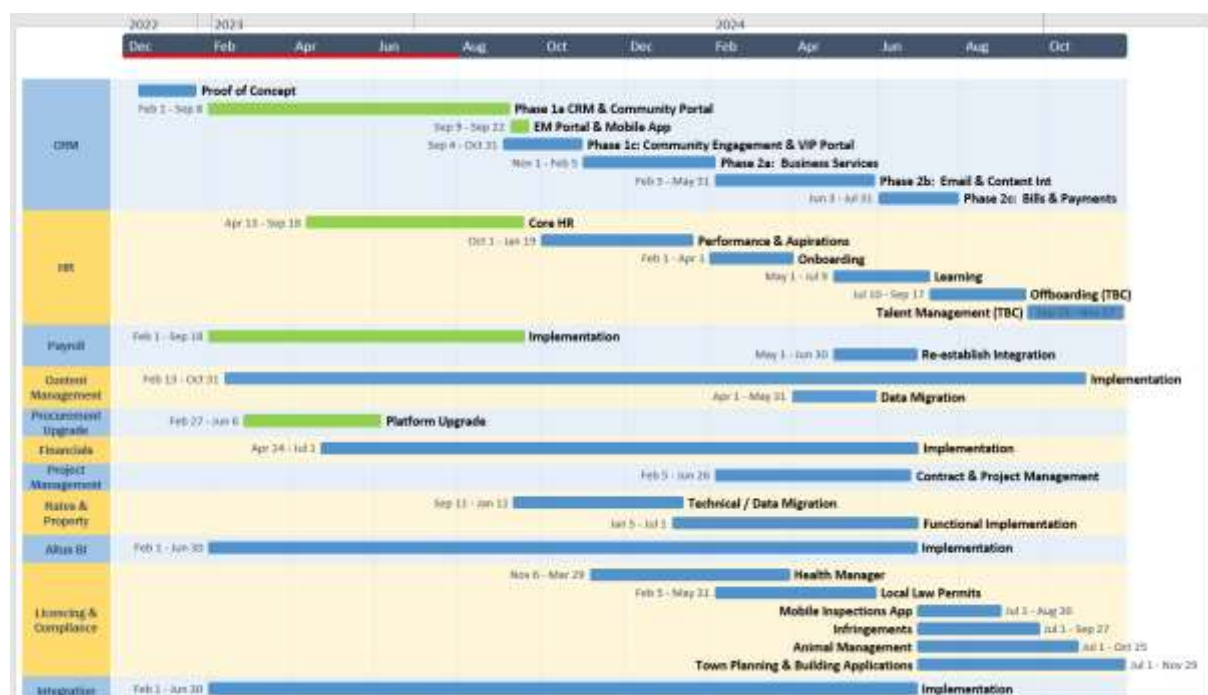 2022 2023 2024
Dec Feb Apr Jun Aug Oct Dec Feb Apr Jun Aug Oct
CRM
Proof of Concept
Feb 1 - Sep 8 Phase 1a CRM & Community Portal
Sep 9 - Sep 22 EM Portal & Mobile App
Sep 4 - Oct 31 Phase 1c: Community Engagement & VIP Portal
Nov 1 - Feb 5 Phase 2a: Business Services
Feb 5 - May 31 Phase 2b: Email & Content Int
Jun 3 - Jul 31 Phase 2c: Bills & Payments
HR
Apr 13 - Sep 18 Core HR
Oct 1 - Jan 19 Performance & Aspirations
Feb 1 - Apr 1 Onboarding
May 1 - Jul 9 Learning
Jul 10 - Sep 17 Offboarding (TBC)
Talent Management (TBC)
Payroll
Feb 1 - Sep 18 Implementation
May 1 - Jun 30 Re-establish Integration
Content Management
Feb 13 - Oct 31 Implementation
Apr 1 - May 31 Data Migration
Procurement Upgrade
Feb 27 - Jun 6 Platform Upgrade
Financials
Apr 24 - Jul 1 Implementation
Project Management
Feb 5 - Jun 26 Contract & Project Management
Rates & Property
Sep 11 - Jan 12 Technical / Data Migration
Jan 5 - Jul 1 Functional Implementation
Altus BI
Feb 1 - Jun 30 Implementation
Licencing & Compliance
Nov 6 - Mar 29 Health Manager
Feb 5 - May 31 Local Law Permits
Mobile Inspections App Jul 1 - Aug 30
Infringements Jul 1 - Sep 27
Animal Management Jul 1 - Oct 25
Town Planning & Building Applications Jul 1 - Nov 29
Integration
Feb 1 - Jun 30 Implementation